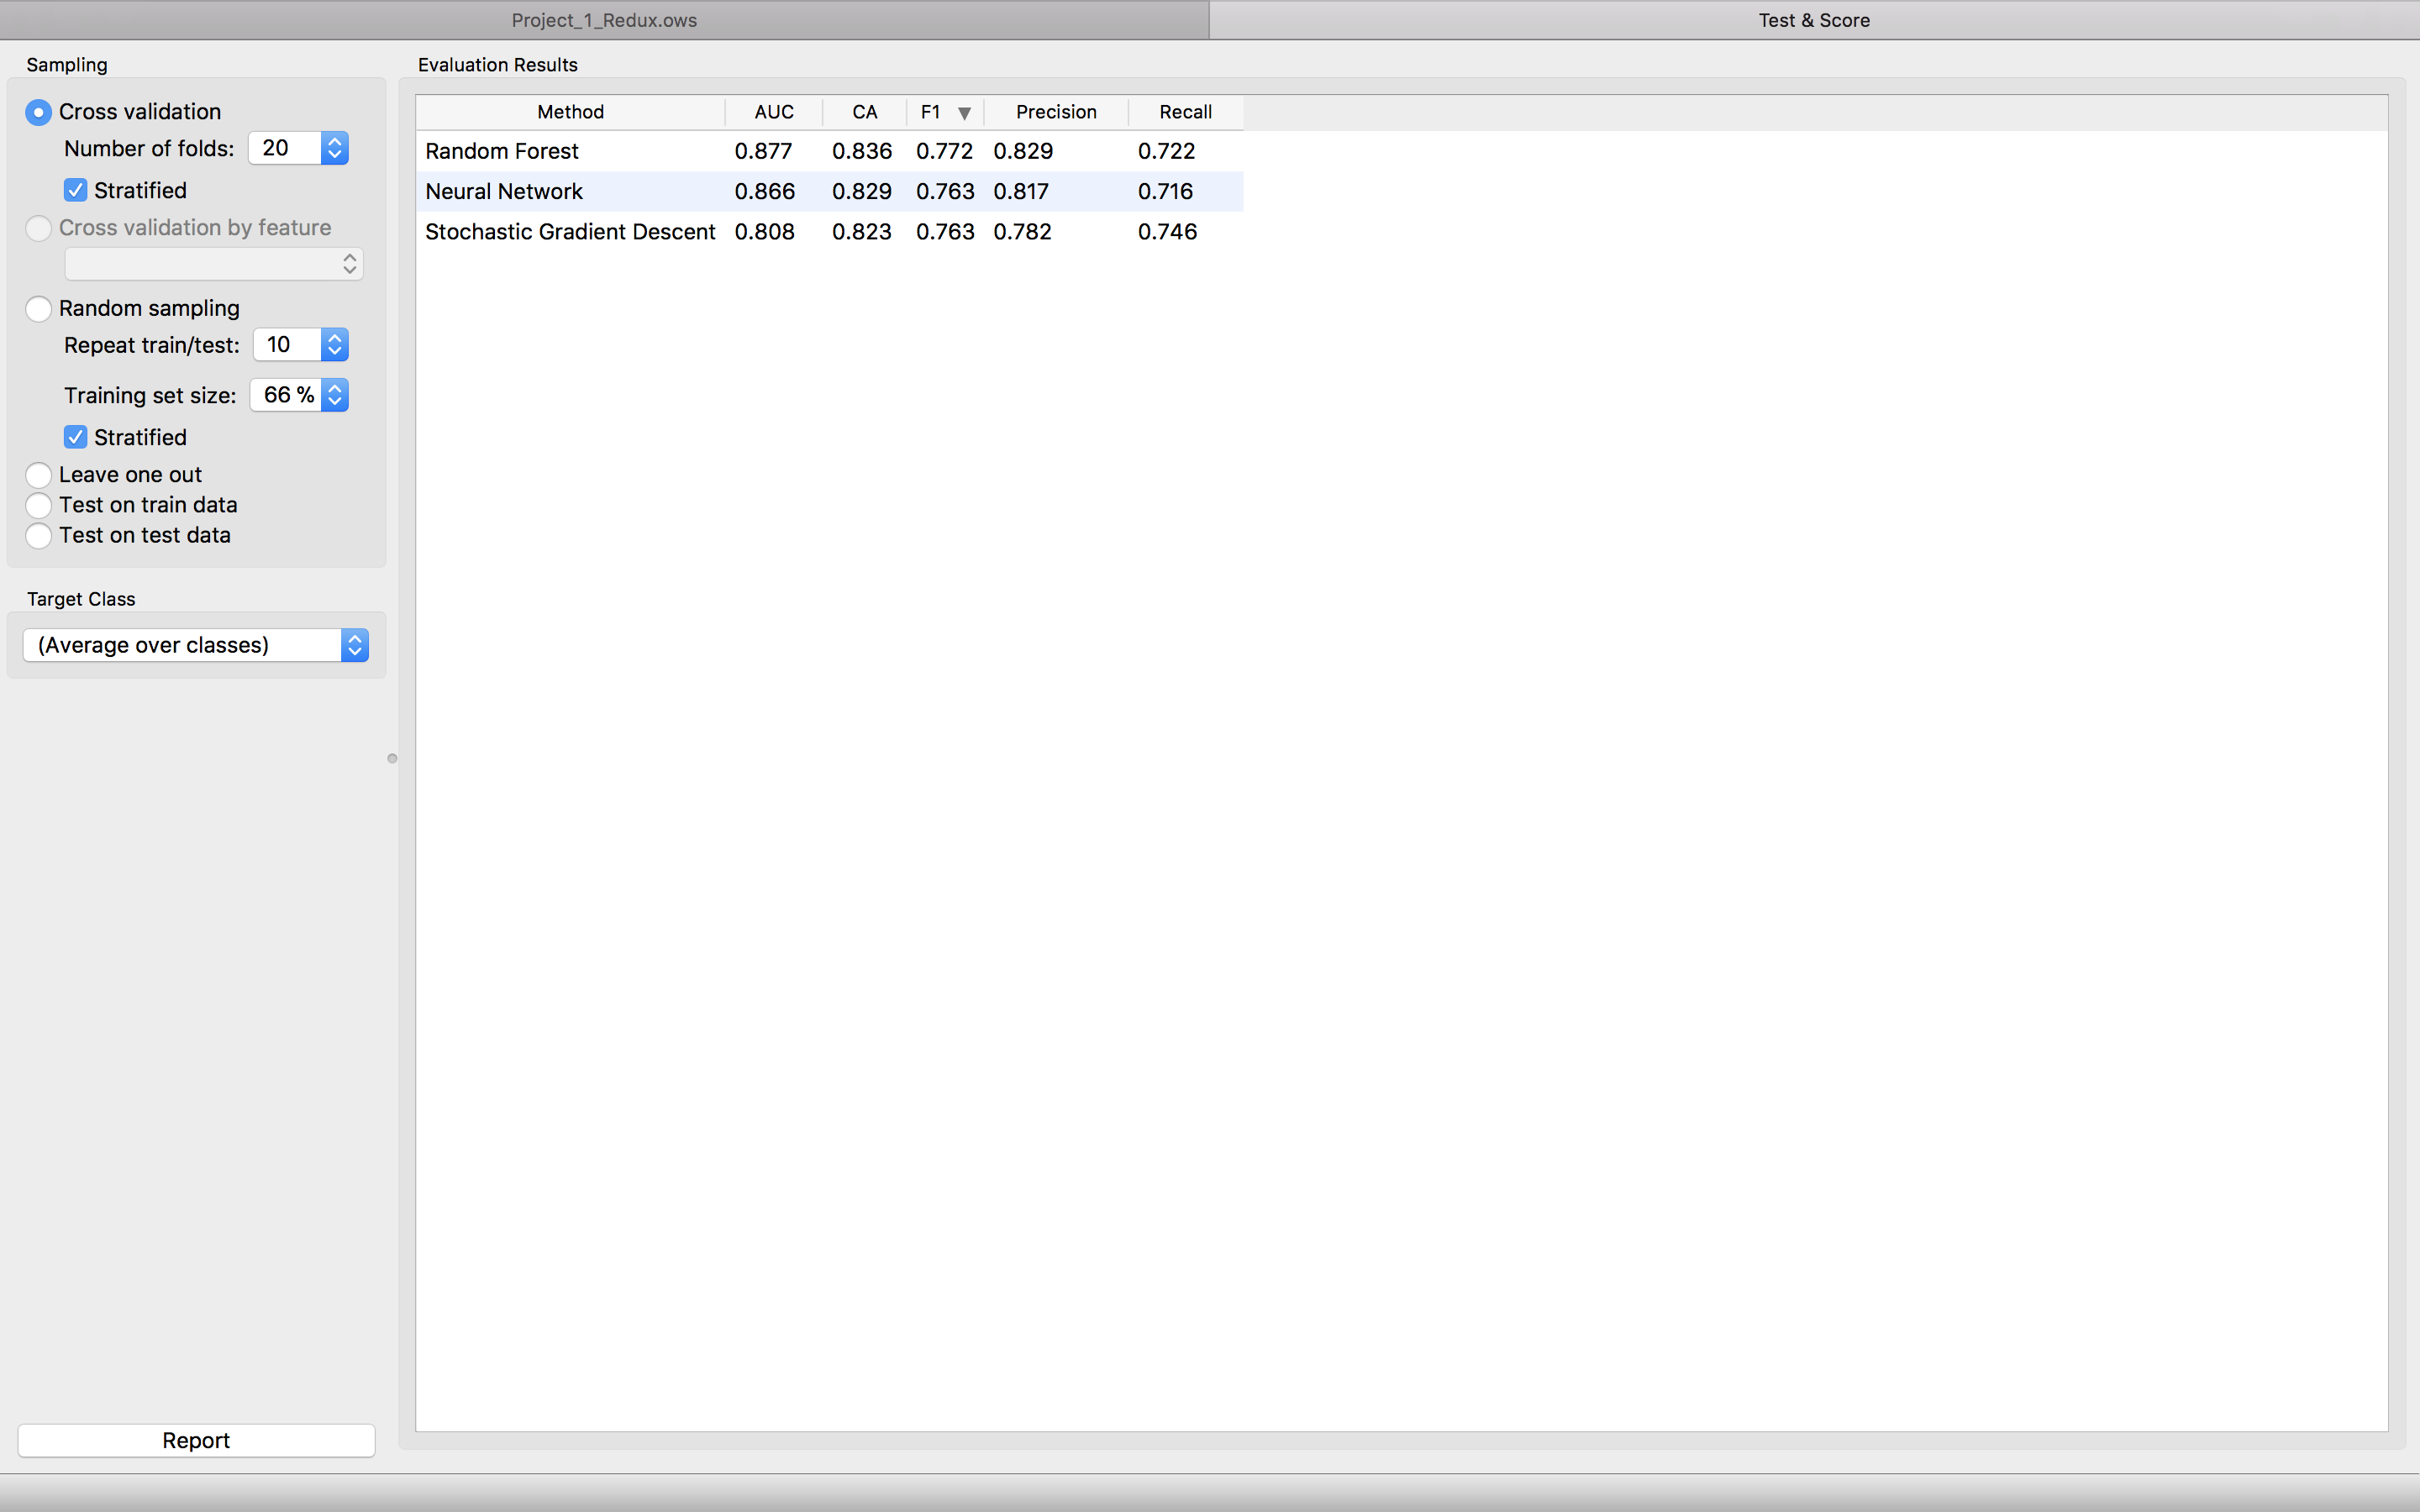 Project_1_Redux.ows
Test & Score
Sampling
Cross validation
Number of folds: 20
Stratified
Cross validation by feature
Random sampling
Repeat train/test: 10
Training set size: 66 %
Stratified
Leave one out
Test on train data
Test on test data
Target Class
(Average over classes)
Report
Evaluation Results
Method AUC CA F1 ▼ Precision Recall
Random Forest 0.877 0.836 0.772 0.829 0.722
Neural Network 0.866 0.829 0.763 0.817 0.716
Stochastic Gradient Descent 0.808 0.823 0.763 0.782 0.746